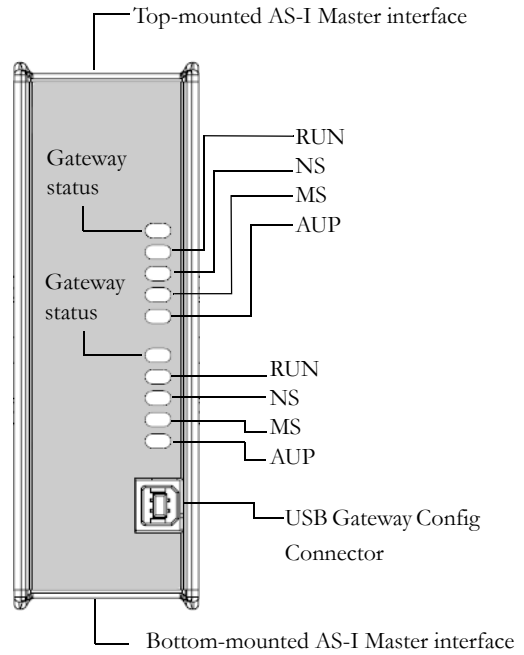 Top-mounted AS-I Master interface
RUN
NS
MS
AUP
Gateway
status
Gateway
status
RUN
NS
MS
AUP
USB Gateway Config
Connector
Bottom-mounted AS-I Master interface